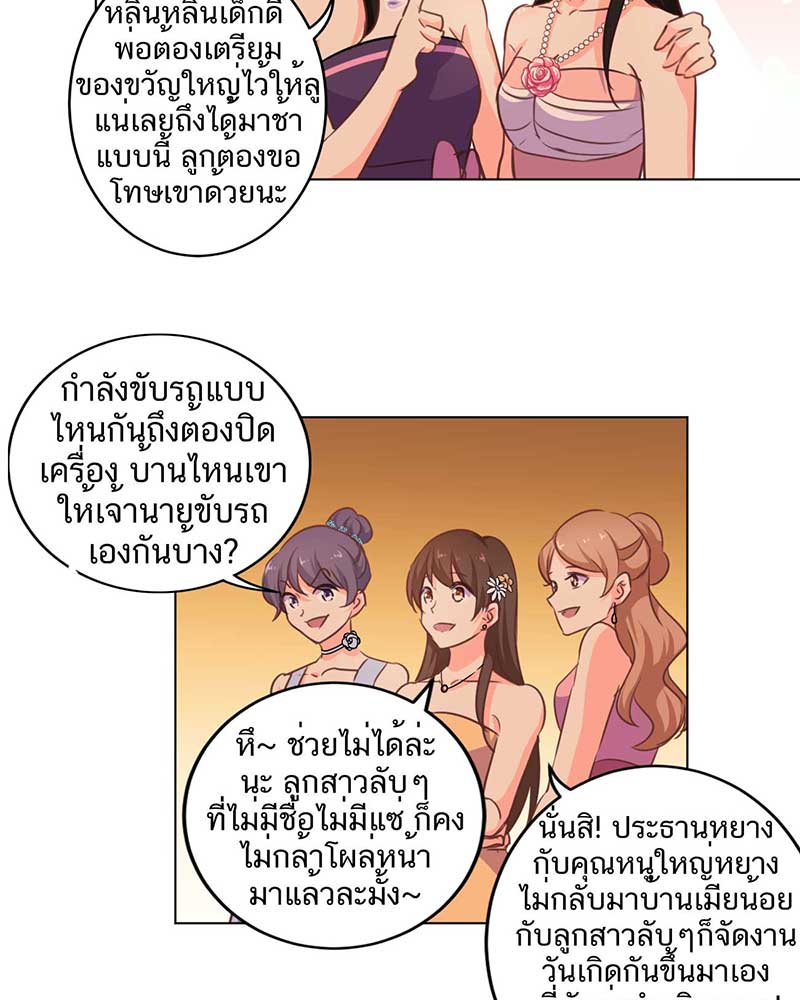 หลินหลินเด็กดี
พ่อต้องเตรียม
ของขวัญใหญ่ไว้ให้ลู
แน่เลยถึงได้มาช้า
แบบนี้ ลูกต้องขอ
โทษเขาด้วยนะ
กำลังขับรถแบบ
ไหนกันถึงต้องปิด
เครื่อง บ้านไหนเขา
ให้เจ้านายขับรถ
เองกันบ้าง?
หึ~ ช่วยไม่ได้ล่ะ
นะ ลูกสาวลับๆ
ที่ไม่มีชื่อไม่มีแซ่ ก็คง
ไม่กล้าโผล่หน้า
มาแล้วละมั้ง~
นั่นสิ! ประธานหยาง
กับคุณหนูใหญ่หยาง
ไม่กลับมาบ้านเมียน้อย
กับลูกสาวลับๆก็จัดงาน
วันเกิดกันขึ้นมาเอง